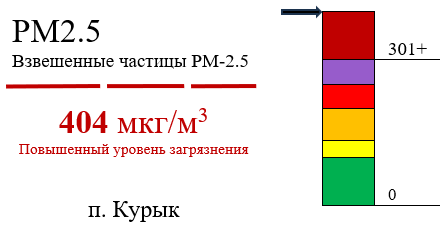 PM2.5
Взвешенные частицы PM-2.5
404 мкг/м³
Повышенный уровень загрязнения
п. Курык
301+
0